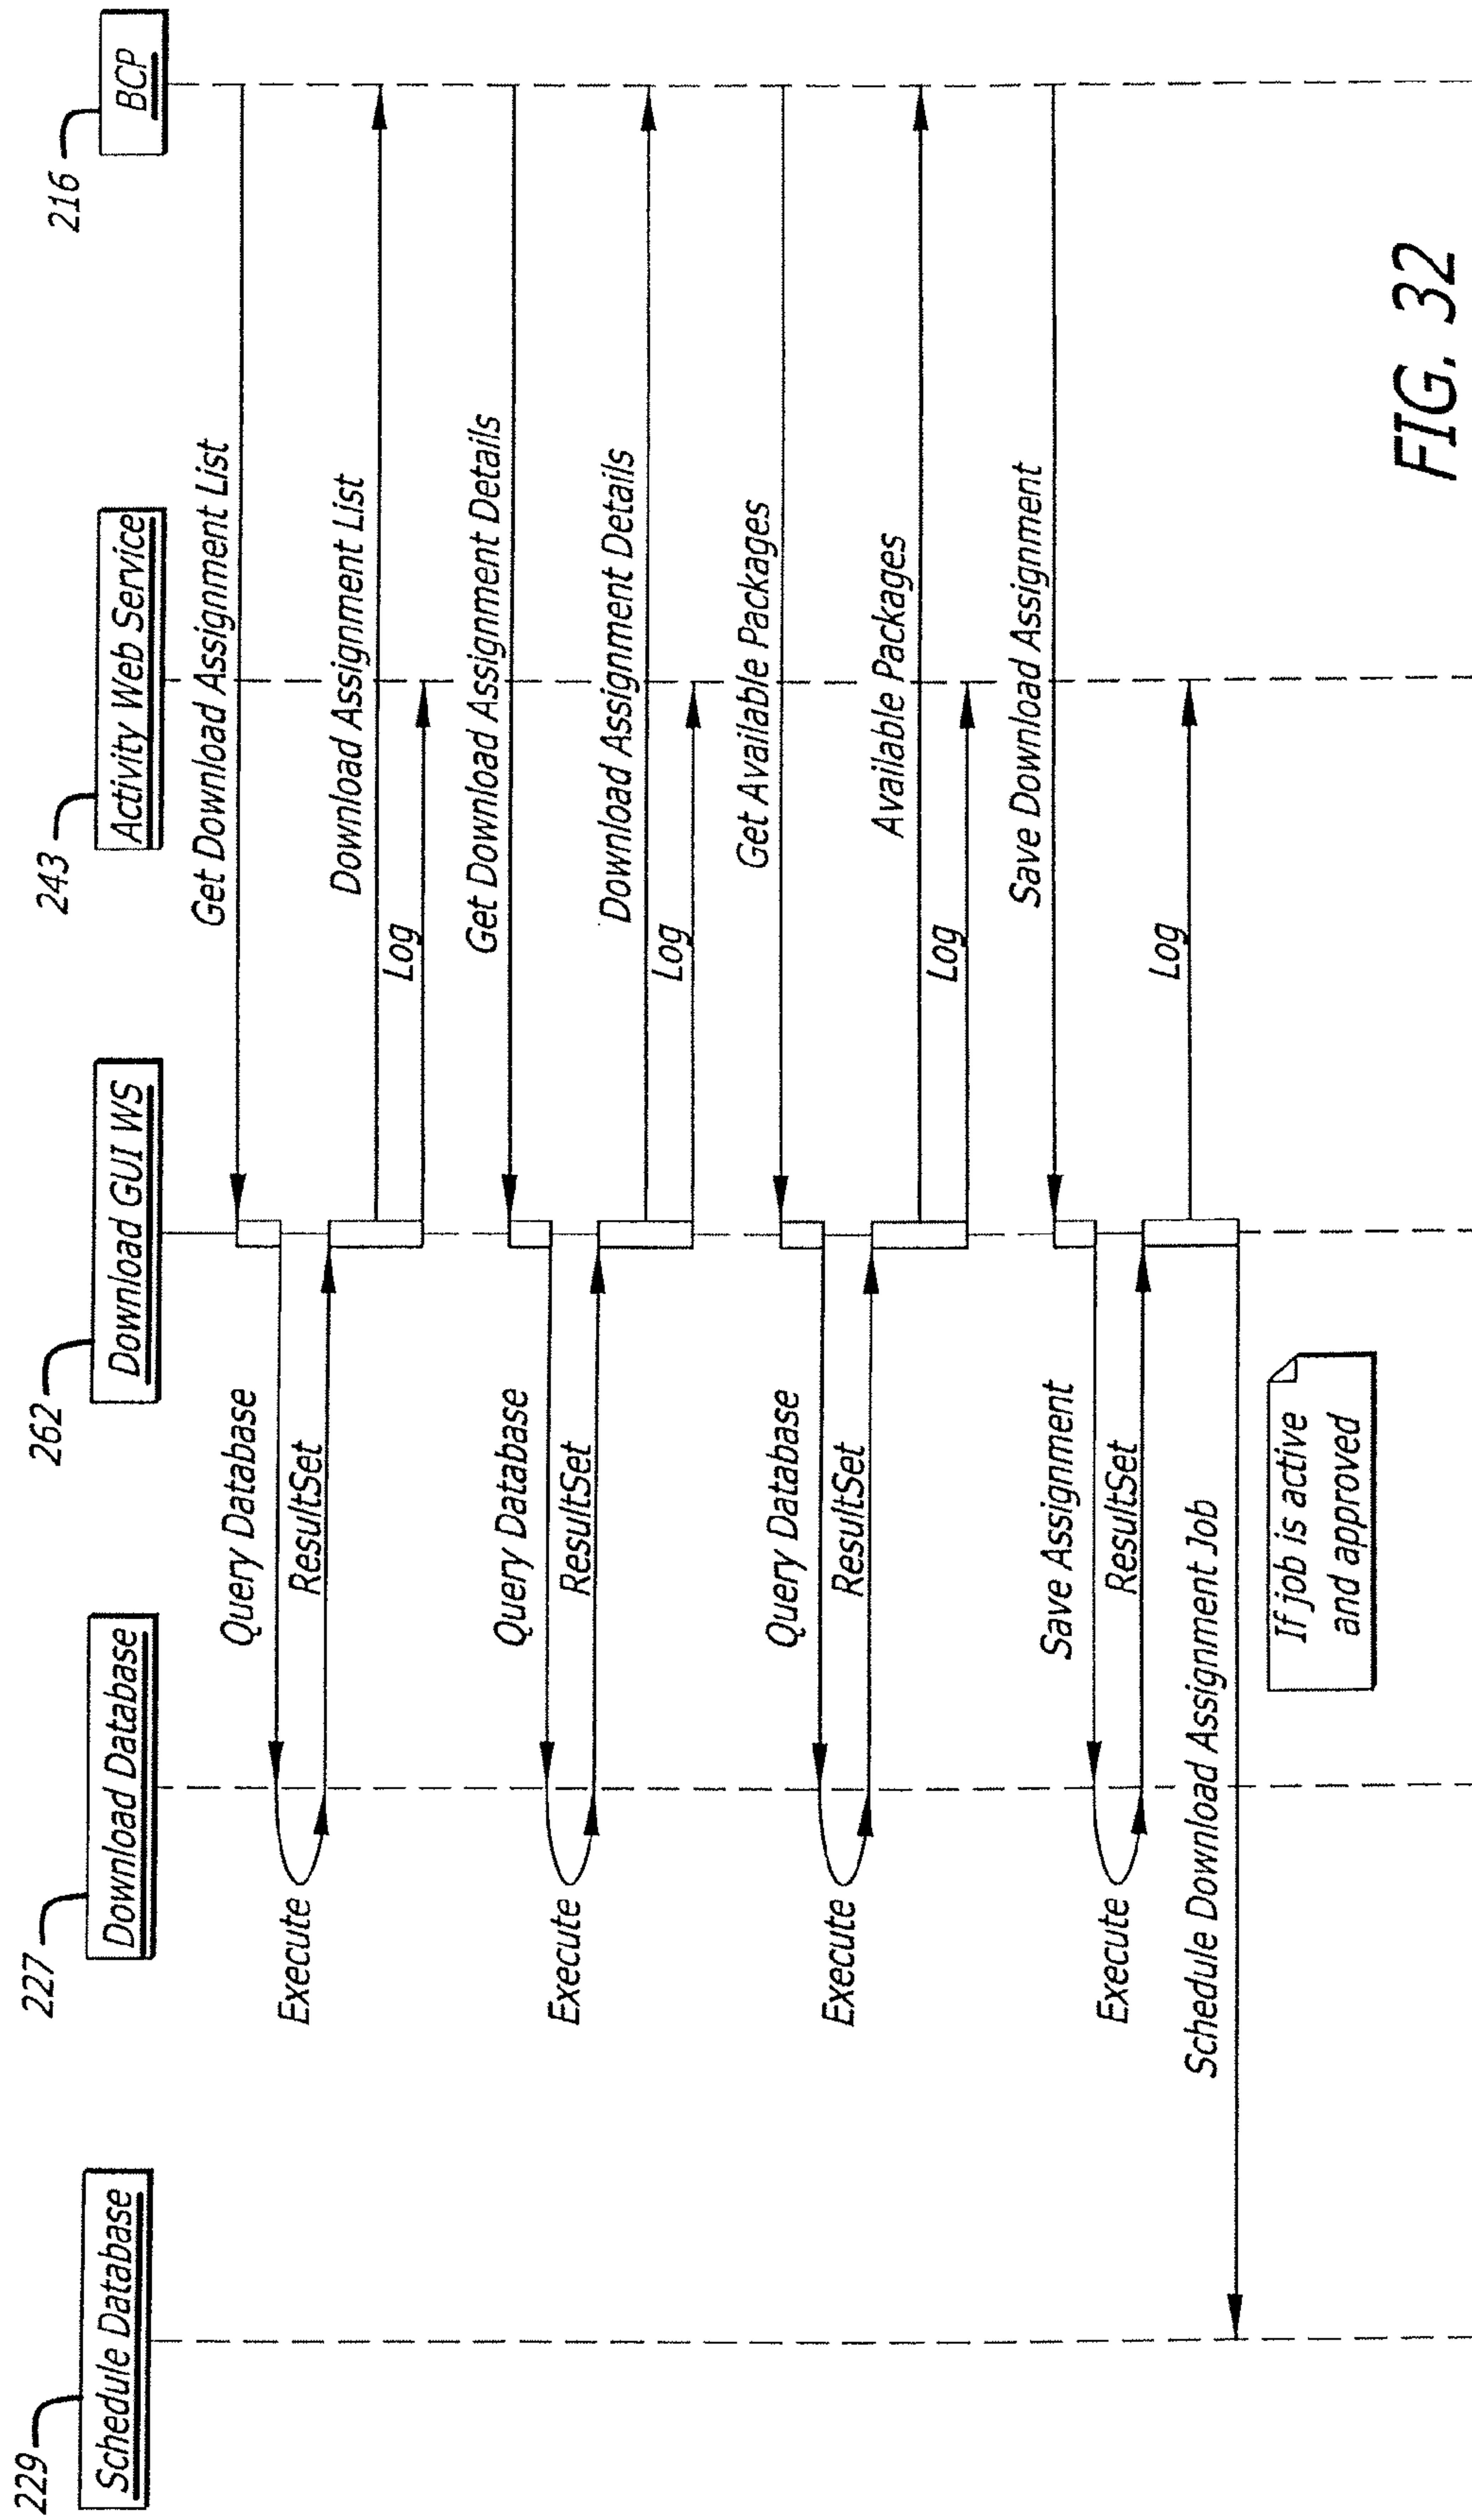 229
227
262
243
216
Schedule Database
Download Database
Download GUI WS
Activity Web Service
BCP
Get Download Assignment List
Query Database
Execute
ResultSet
Download Assignment List
Log
Get Download Assignment Details
Query Database
Execute
ResultSet
Download Assignment Details
Log
Get Available Packages
Query Database
Execute
ResultSet
Available Packages
Log
Save Download Assignment
Save Assignment
Execute
ResultSet
Log
Schedule Download Assignment Job
If job is active
and approved
FIG. 32